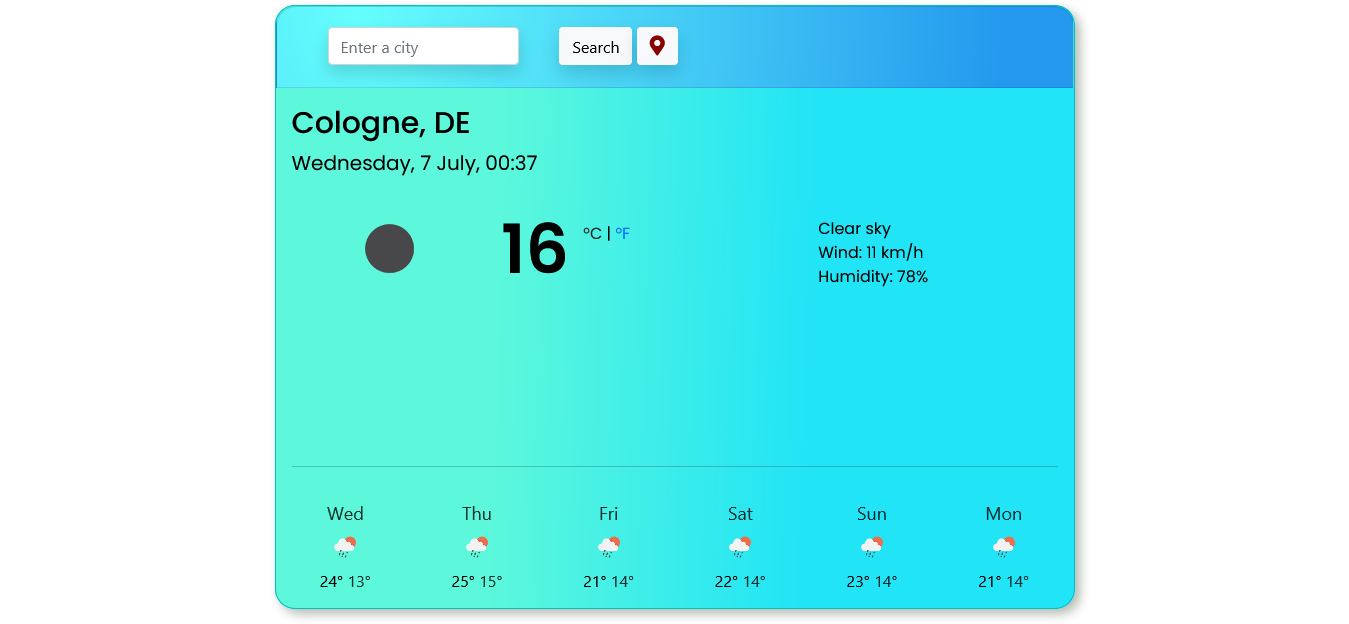 Enter a city
Search
Cologne, DE
Wednesday, 7 July, 00:37
16 °C | °F
Clear sky
Wind: 11 km/h
Humidity: 78%
Wed Thu Fri Sat Sun Mon
24° 13° 25° 15° 21° 14° 22° 14° 23° 14° 21° 14°